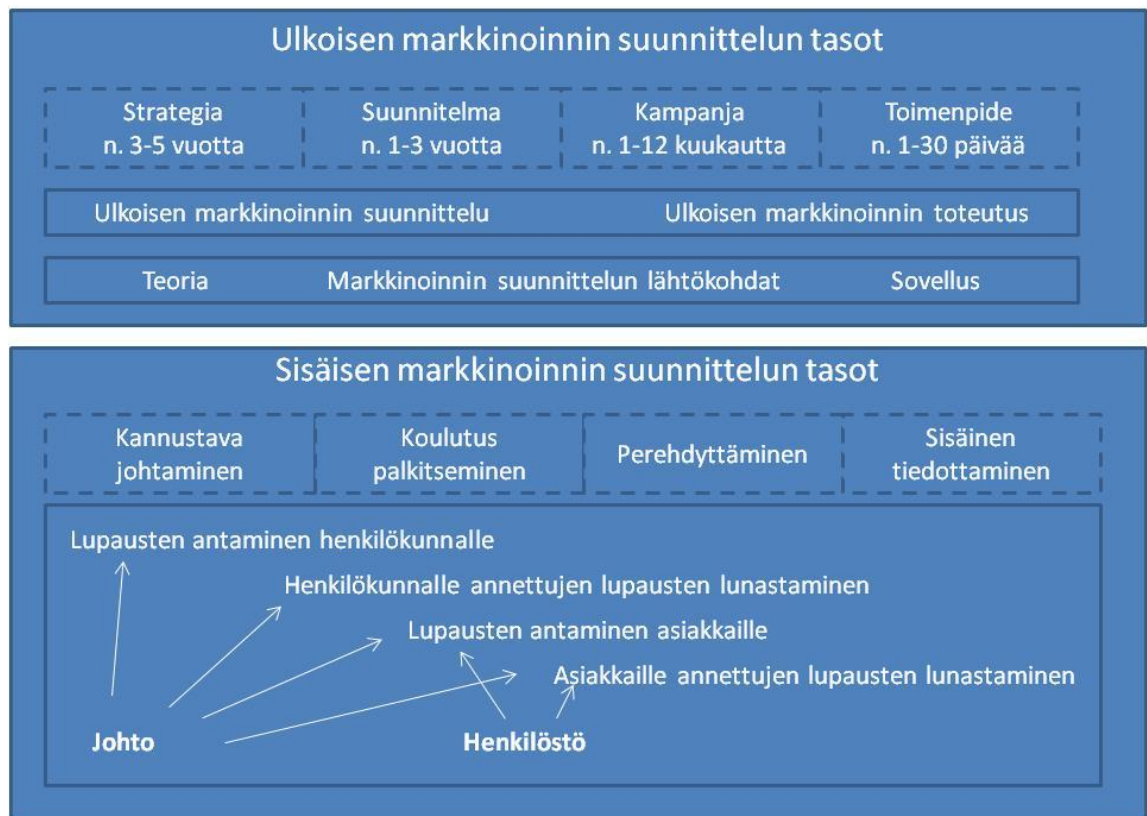 Ulkoisen markkinoinnin suunnittelun tasot
Strategia
n. 3-5 vuotta
Suunnitelma
n. 1-3 vuotta
Kampanja
n. 1-12 kuukautta
Toimenpide
n. 1-30 päivää
Ulkoisen markkinoinnin suunnittelu
Ulkoisen markkinoinnin toteutus
Teoria
Markkinoinnin suunnittelun lähtökohdat
Sovellus
Sisäisen markkinoinnin suunnittelun tasot
Kannustava
johtaminen
Koulutus
palkitseminen
Perehdyttäminen
Sisäinen
tiedottaminen
Lupausten antaminen henkilökunnalle
Henkilökunnalle annettujen lupausten lunastaminen
Lupausten antaminen asiakkaille
Asiakkaille annettujen lupausten lunastaminen
Johto
Henkilöstö